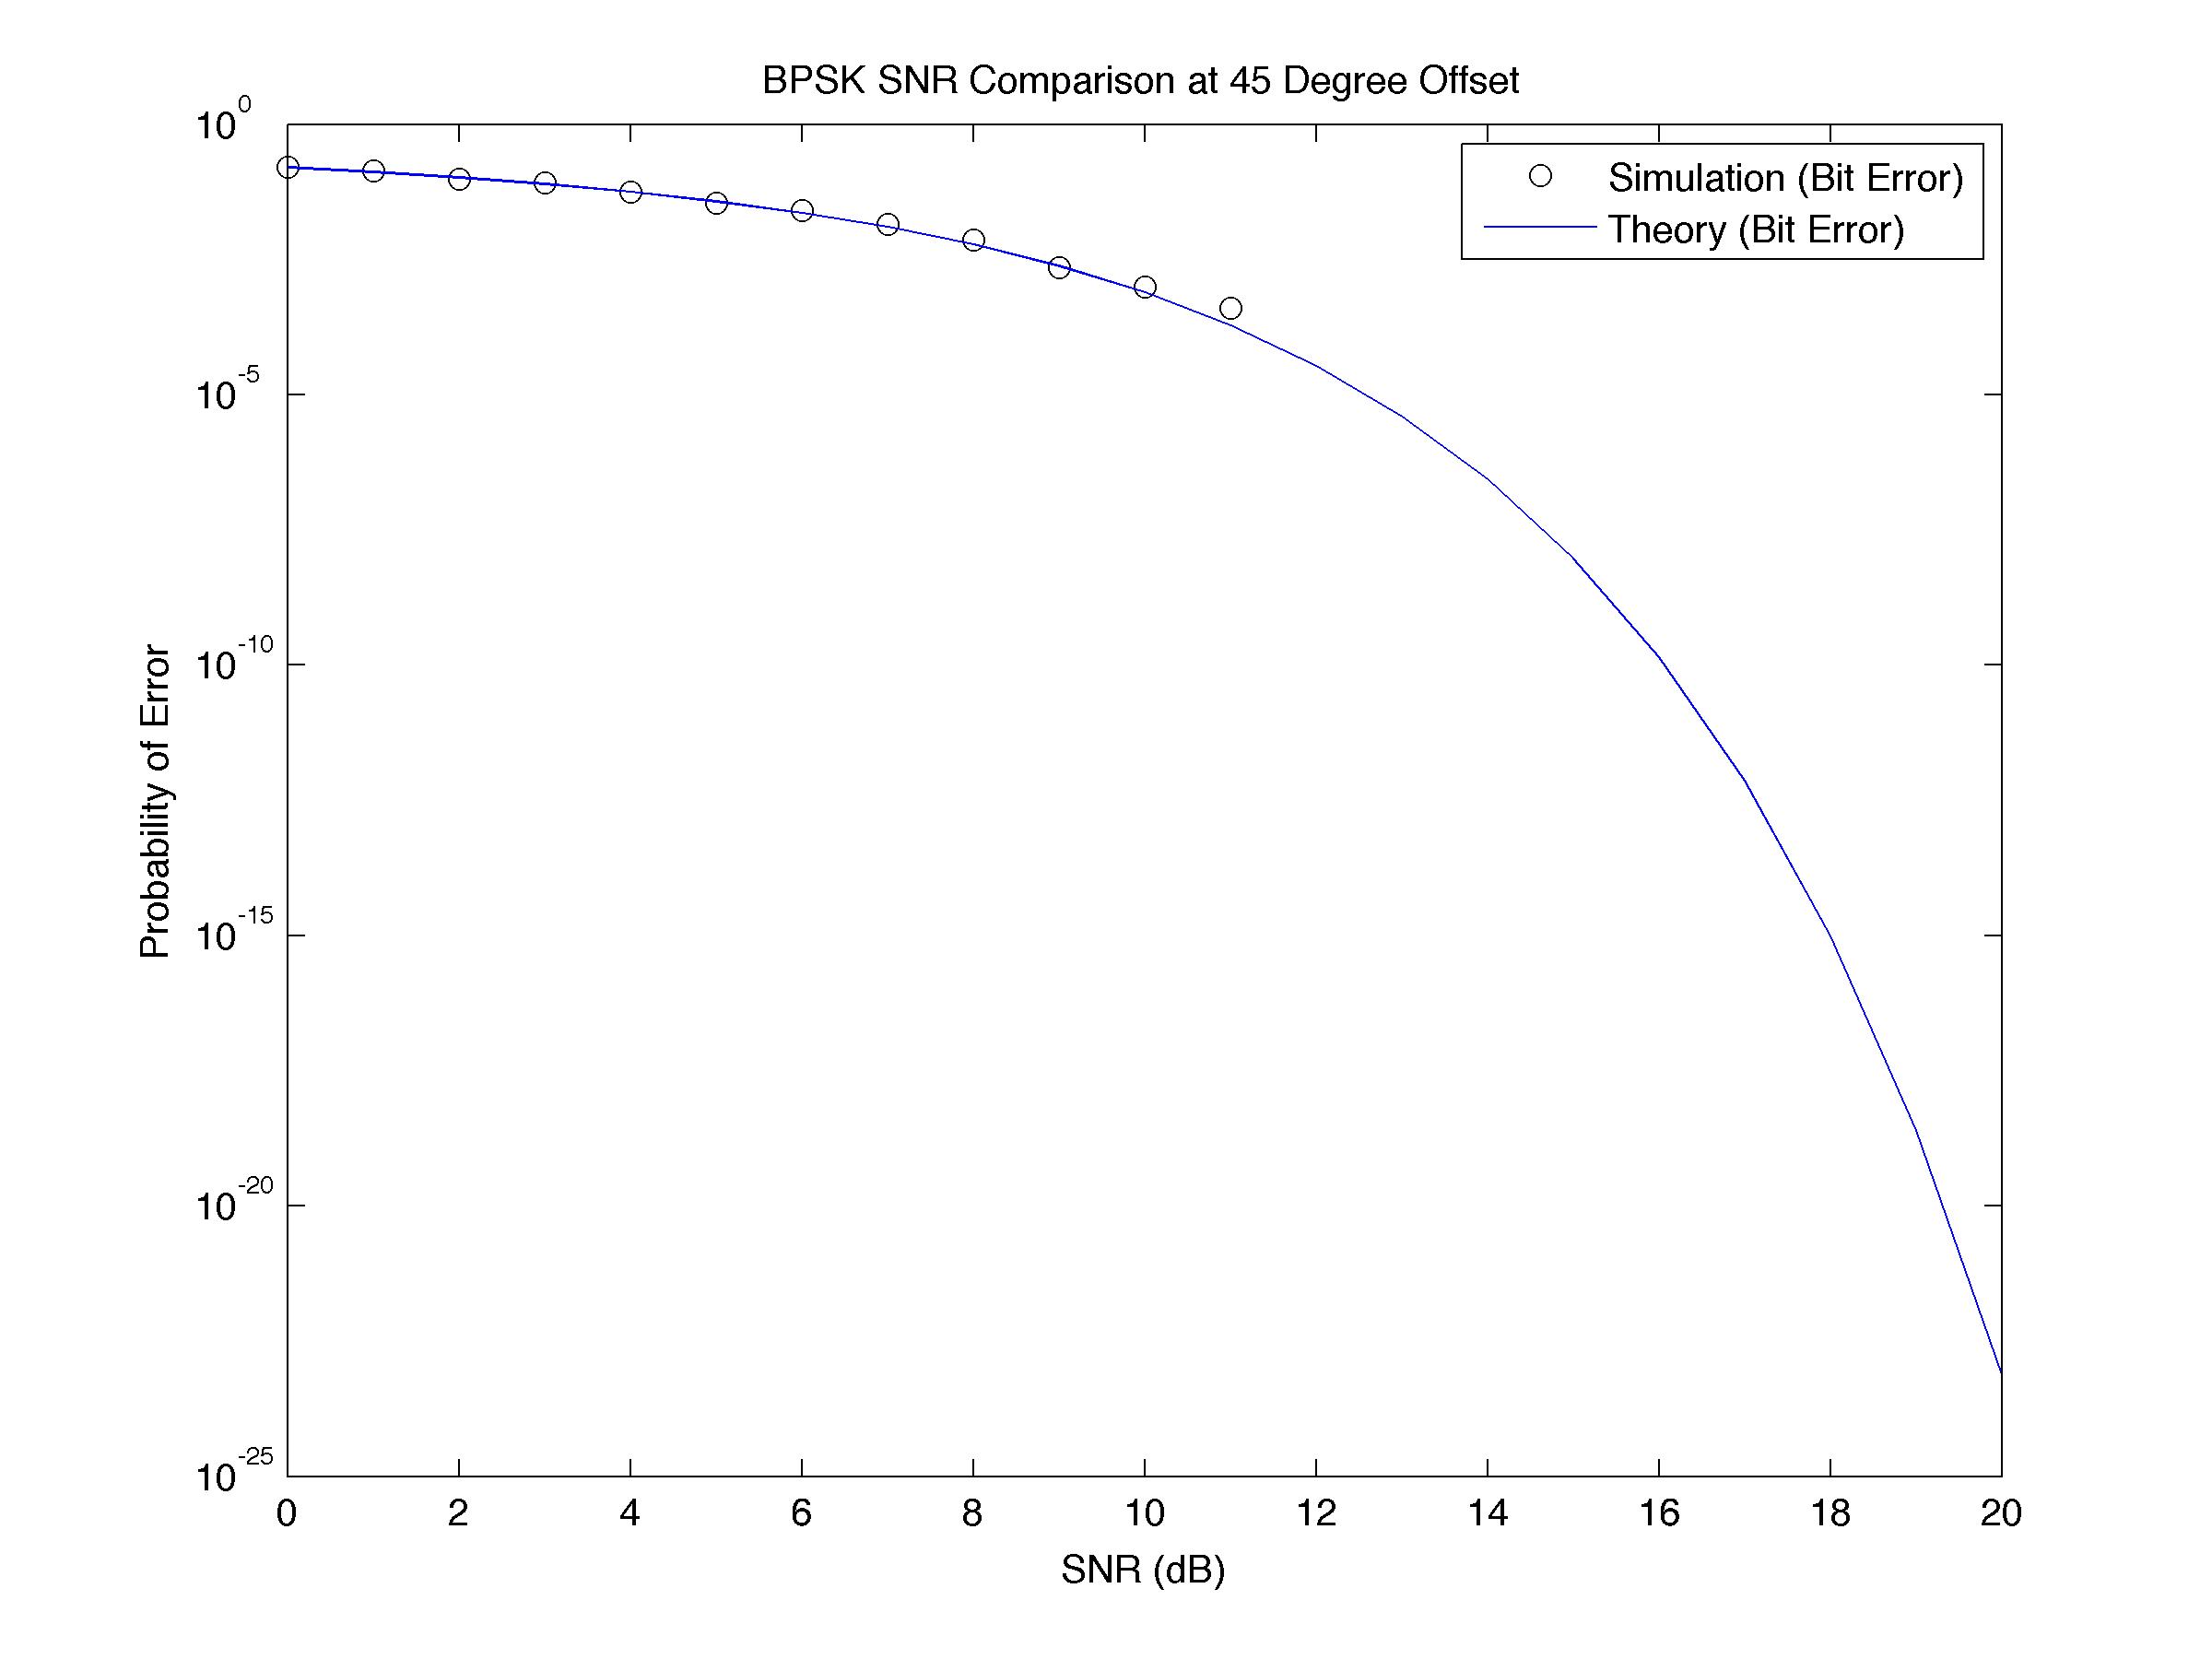 BPSK SNR Comparison at 45 Degree Offset
10^0
10^-5
10^-10
10^-15
10^-20
10^-25
Probability of Error
Simulation (Bit Error)
Theory (Bit Error)
0 2 4 6 8 10 12 14 16 18 20
SNR (dB)